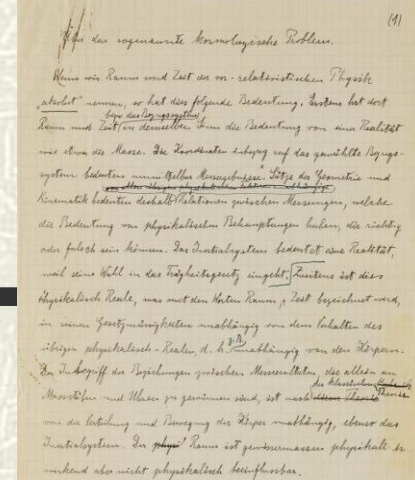 (1)
Über das sogenannte kosmologische Problem.
Wenn wir Raum und Zeit der vor-relativistischen Physik
"absolut" nennen, so hat das folgende Bedeutung. Erstens hat dort
bezw. das Bezugssystem
Raum und Zeit in demselben Sinn die Bedeutung von einer Realität
wie etwa die Masse. Die Koordinaten inbezug auf das gewählte Bezugs-
system bedeuten unmittelbar Messergebnisse. Sätze der Geometrie und
Kinematik bedeuten deshalb Relationen zwischen Messungen, welche
die Bedeutung von physikalischen Behauptungen haben, die richtig
oder falsch sein können. Das Inertialsystem bedeutet eine Realität,
weil seine Wahl in das Trägheitsgesetz eingeht. Zweitens ist dies
physikalisch Reale, was mit den Worten Raum, Zeit bezeichnet wird,
in seinen Gesetzmässigkeiten unabhängig von dem Verhalten des
übrigen physikalisch-Realen, d. h. z. B. unabhängig von den Körpern.
Der Inbegriff der Beziehungen zwischen Messresultaten, das allein an
der klassischen Theorie
Massstäben und Uhren zu gewinnen sind, ist nach
von der Verteilung und Bewegung der Körper unabhängig, ebenso das
Inertialsystem. Der Raum ist gewissermassen physikalisch
wirkend aber nicht physikalisch beeinflussbar.